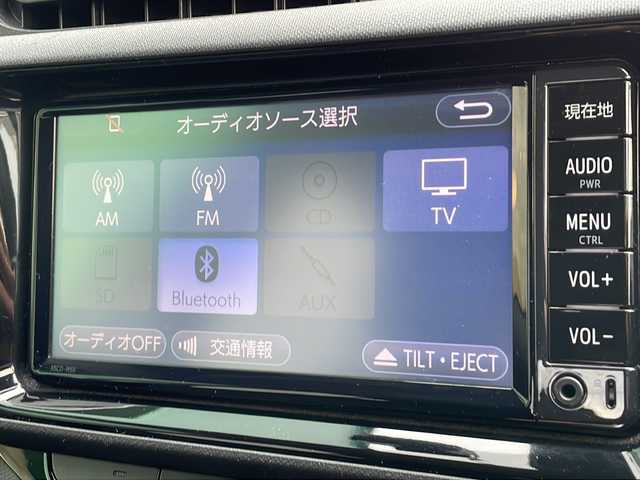 オーディオソース選択
AM
FM
CD
TV
SD
Bluetooth
AUX
オーディオOFF
交通情報
TILT・EJECT
現在地
AUDIO
PWR
MENU
CTRL
VOL+
VOL-